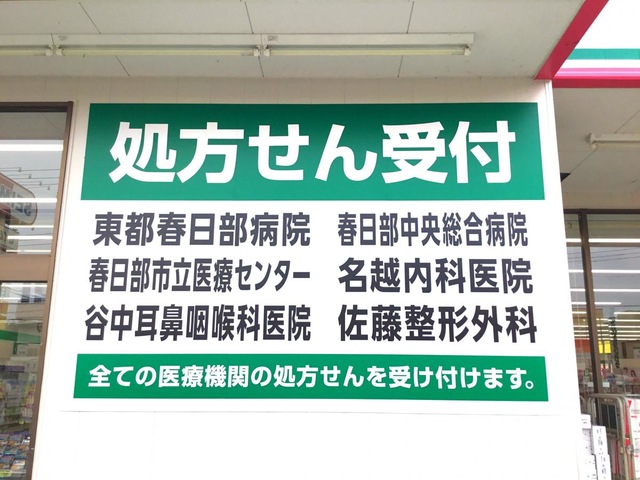 処方せん受付
東都春日部病院 春日部中央総合病院
春日部市立医療センター 名越内科医院
谷中耳鼻咽喉科医院 佐藤整形外科
全ての医療機関の処方せんを受け付けます。